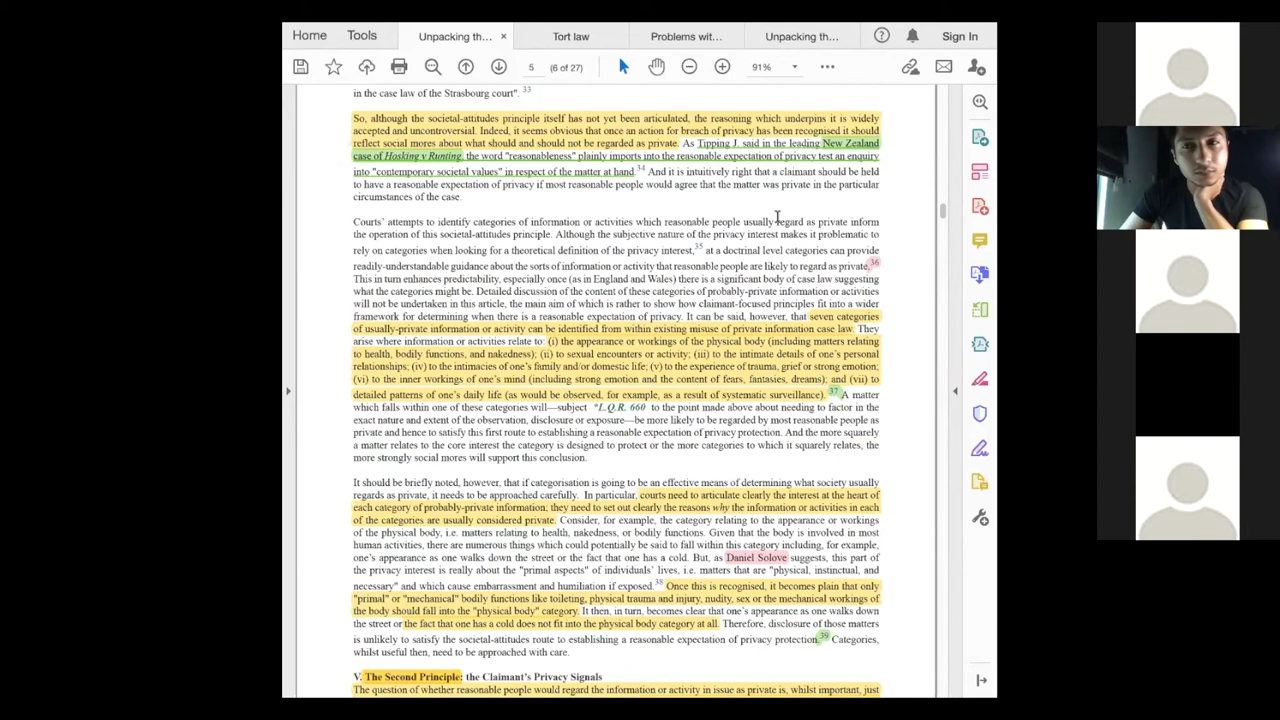 Home Tools Unpacking th... × Tort law Problems wit... Unpacking th... Sign In
5 (6 of 27) 91%
in the case law of the Strasbourg court". 33
So, although the societal-attitudes principle itself has not yet been articulated, the reasoning which underpins it is widely
accepted and uncontroversial. Indeed, it seems obvious that once an action for breach of privacy has been recognised it should
reflect social mores about what should and should not be regarded as private. As Tipping J. said in the leading New Zealand
case of Hosking v Runting, the word "reasonableness" plainly imports into the reasonable expectation of privacy test an enquiry
into "contemporary societal values" in respect of the matter at hand.34 And it is intuitively right that a claimant should be held
to have a reasonable expectation of privacy if most reasonable people would agree that the matter was private in the particular
circumstances of the case.
Courts' attempts to identify categories of information or activities which reasonable people usually regard as private inform
the operation of this societal-attitudes principle. Although the subjective nature of the privacy interest makes it problematic to
rely on categories when looking for a theoretical definition of the privacy interest,35 at a doctrinal level categories can provide
readily-understandable guidance about the sorts of information or activity that reasonable people are likely to regard as private.36
This in turn enhances predictability, especially once (as in England and Wales) there is a significant body of case law suggesting
what the categories might be. Detailed discussion of the content of these categories of probably-private information or activities
will not be undertaken in this article, the main aim of which is rather to show how claimant-focused principles fit into a wider
framework for determining when there is a reasonable expectation of privacy. It can be said, however, that seven categories
of usually-private information or activity can be identified from within existing misuse of private information case law. They
arise where information or activities relate to: (i) the appearance or workings of the physical body (including matters relating
to health, bodily functions, and nakedness); (ii) to sexual encounters or activity; (iii) to the intimate details of one's personal
relationships; (iv) to the intimacies of one's family and/or domestic life; (v) to the experience of trauma, grief or strong emotion;
(vi) to the inner workings of one's mind (including strong emotion and the content of fears, fantasies, dreams); and (vii) to
detailed patterns of one's daily life (as would be observed, for example, as a result of systematic surveillance). 37 A matter
which falls within one of these categories will—subject *L.Q.R. 660 to the point made above about needing to factor in the
exact nature and extent of the observation, disclosure or exposure—be more likely to be regarded by most reasonable people as
private and hence to satisfy this first route to establishing a reasonable expectation of privacy protection. And the more squarely
a matter relates to the core interest the category is designed to protect or the more categories to which it squarely relates, the
more strongly social mores will support this conclusion.
It should be briefly noted, however, that if categorisation is going to be an effective means of determining what society usually
regards as private, it needs to be approached carefully. In particular, courts need to articulate clearly the interest at the heart of
each category of probably-private information; they need to set out clearly the reasons why the information or activities in each
of the categories are usually considered private. Consider, for example, the category relating to the appearance or workings
of the physical body, i.e. matters relating to health, nakedness, or bodily functions. Given that the body is involved in most
human activities, there are numerous things which could potentially be said to fall within this category including, for example,
one's appearance as one walks down the street or the fact that one has a cold. But, as Daniel Solove suggests, this part of
the privacy interest is really about the "primal aspects" of individuals' lives, i.e. matters that are "physical, instinctual, and
necessary" and which cause embarrassment and humiliation if exposed.38 Once this is recognised, it becomes plain that only
"primal" or "mechanical" bodily functions like toileting, physical trauma and injury, nudity, sex or the mechanical workings of
the body should fall into the "physical body" category. It then, in turn, becomes clear that one's appearance as one walks down
the street or the fact that one has a cold does not fit into the physical body category at all. Therefore, disclosure of those matters
is unlikely to satisfy the societal-attitudes route to establishing a reasonable expectation of privacy protection.39 Categories,
whilst useful then, need to be approached with care.
V. The Second Principle: the Claimant's Privacy Signals
The question of whether reasonable people would regard the information or activity in issue as private is, whilst important, just